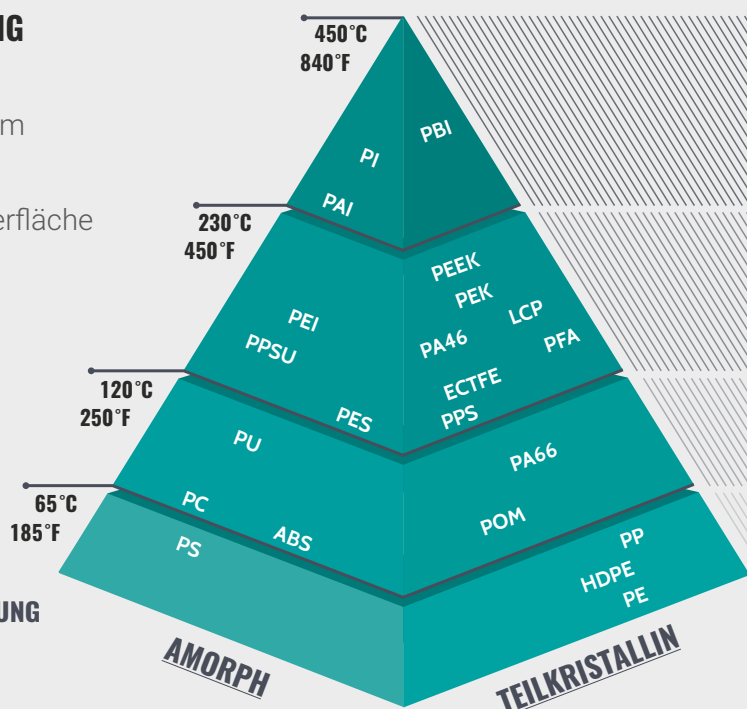 NG
450°C
840°F
m
PBI
PI
PAI
erfläche
230°C
450°F
PEEK
PEK
LCP
PEI
PA46
PFA
PPSU
ECTFE
PPS
PES
120°C
250°F
PU
PA66
PC
POM
ABS
65°C
185°F
PS
PP
HDPE
PE
UNG
AMORPH
TEILKRISTALLIN